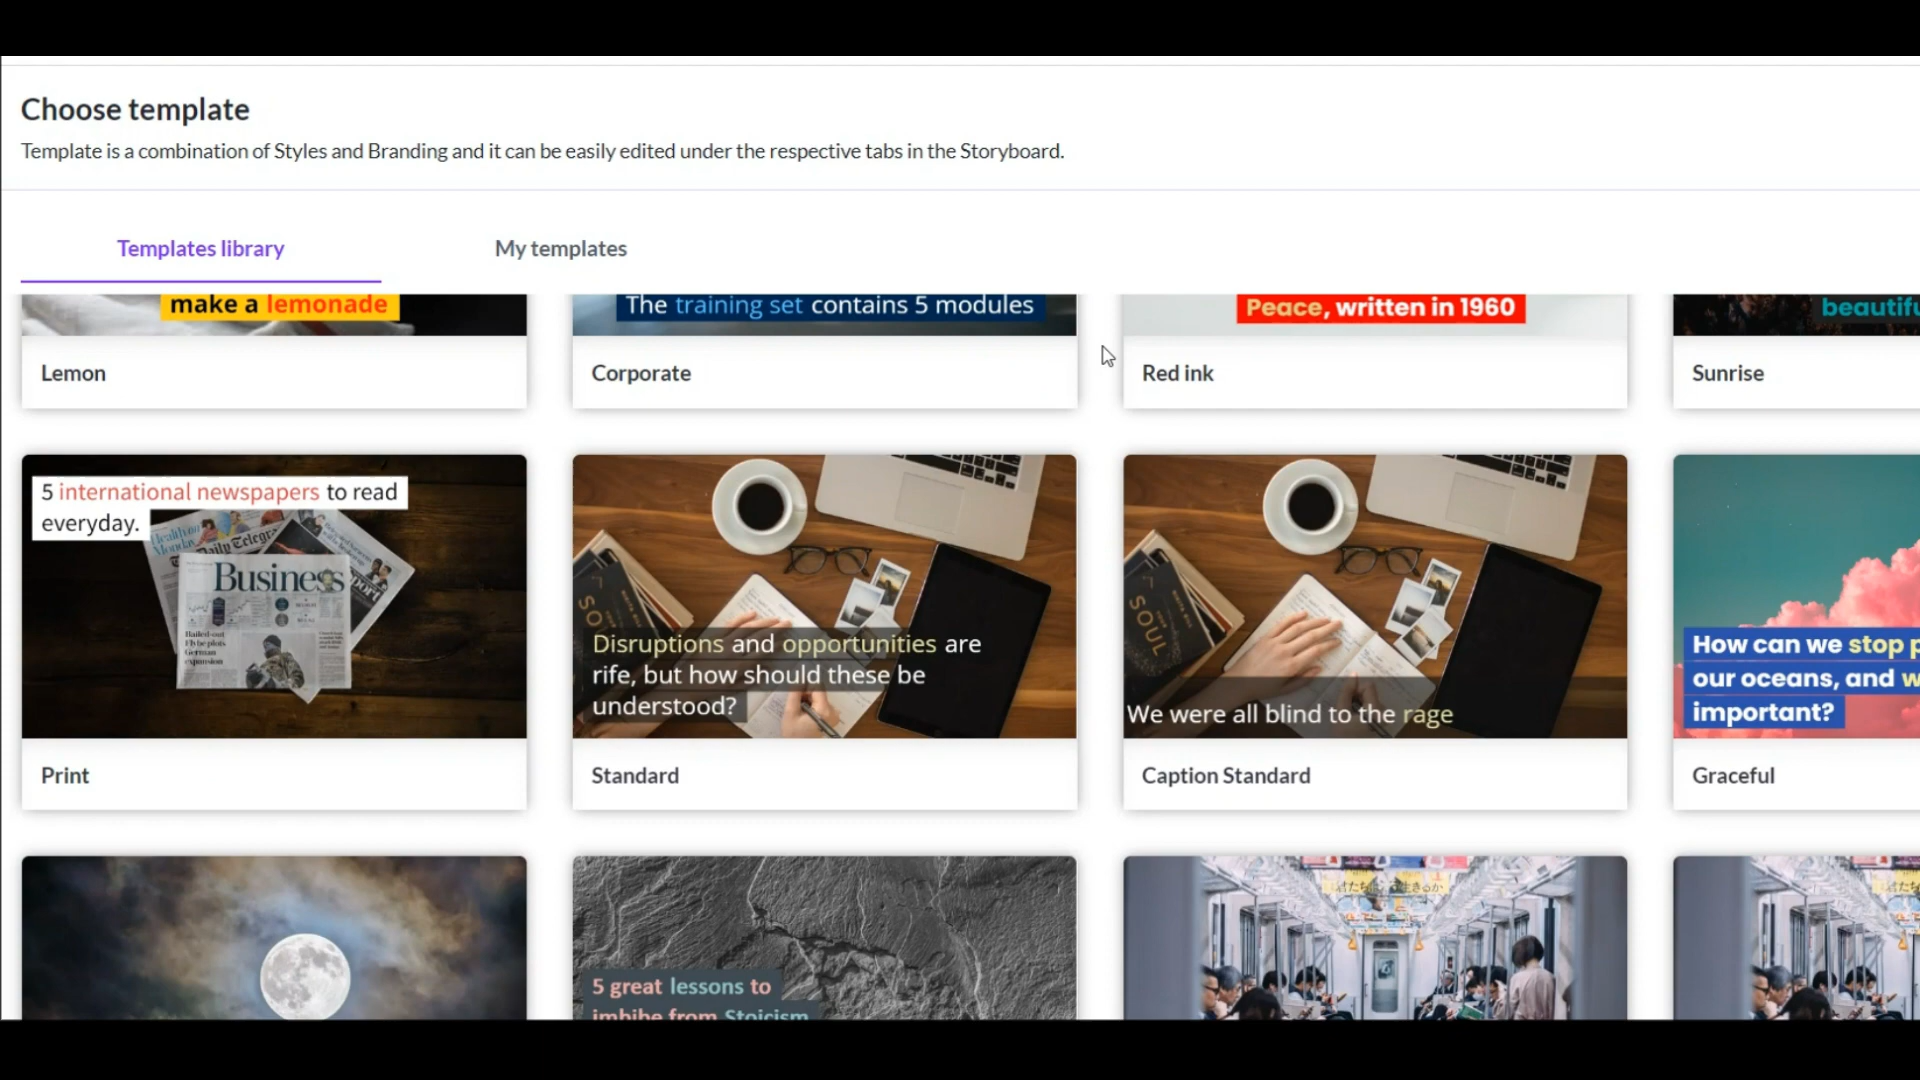 Choose template
Template is a combination of Styles and Branding and it can be easily edited under the respective tabs in the Storyboard.
Templates library
My templates
make a lemonade
The training set contains 5 modules
Peace, written in 1960
Lemon
Corporate
Red ink
Sunrise
5 international newspapers to read
everyday.
Business
Disruptions and opportunities are
rife, but how should these be
understood?
SOUL
We were all blind to the rage
How can we stop
our oceans, and
important?
Print
Standard
Caption Standard
Graceful
5 great lessons to
imbibe from Stoicism